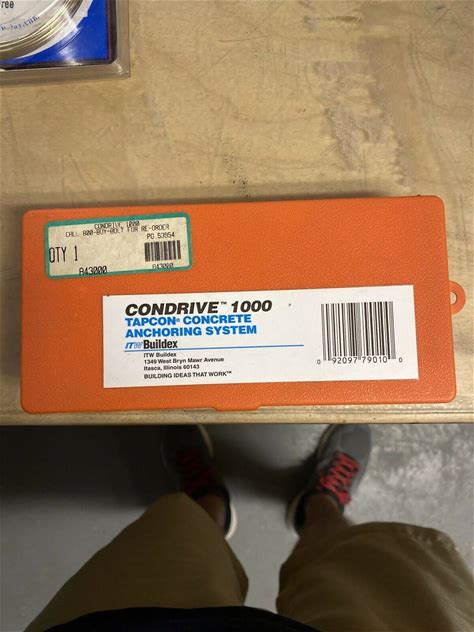 ree
CONDRIVE 1000
CALL 800-BUY-BOLT FOR RE-ORDER
PO 53954
QTY 1
A43000 A43000
CONDRIVE™ 1000
TAPCON® CONCRETE
ANCHORING SYSTEM
ITW Buildex
ITW Buildex
1349 West Bryn Mawr Avenue
Itasca, Illinois 60143
BUILDING IDEAS THAT WORK™
0 92097 79010 0